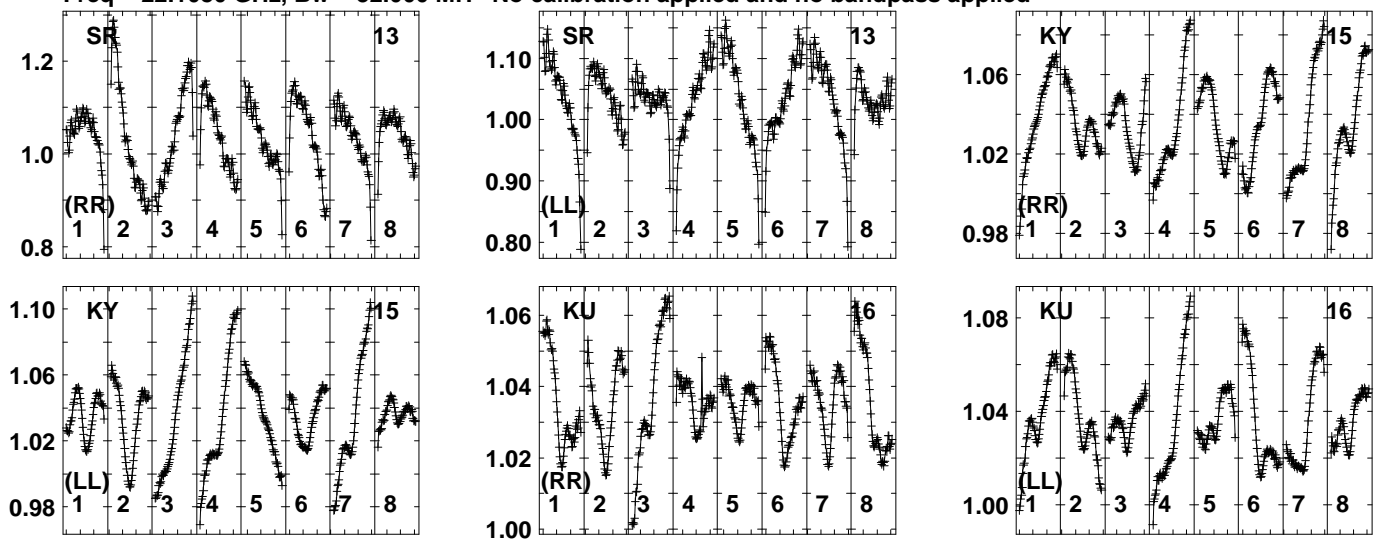 GHz, No calibration applied and no bandpass applied
SR 13
1.2
1.0
0.8
(RR)
1 2 3 4 5 6 7 8
SR 13
1.10
1.00
0.90
0.80
(LL)
1 2 3 4 5 6 7 8
KY 15
1.06
1.02
0.98
(RR)
1 2 3 4 5 6 7 8
KY 15
1.10
1.06
1.02
0.98
(LL)
1 2 3 4 5 6 7 8
KU 16
1.06
1.04
1.02
1.00
(RR)
1 2 3 4 5 6 7 8
KU 16
1.08
1.04
1.00
(LL)
1 2 3 4 5 6 7 8